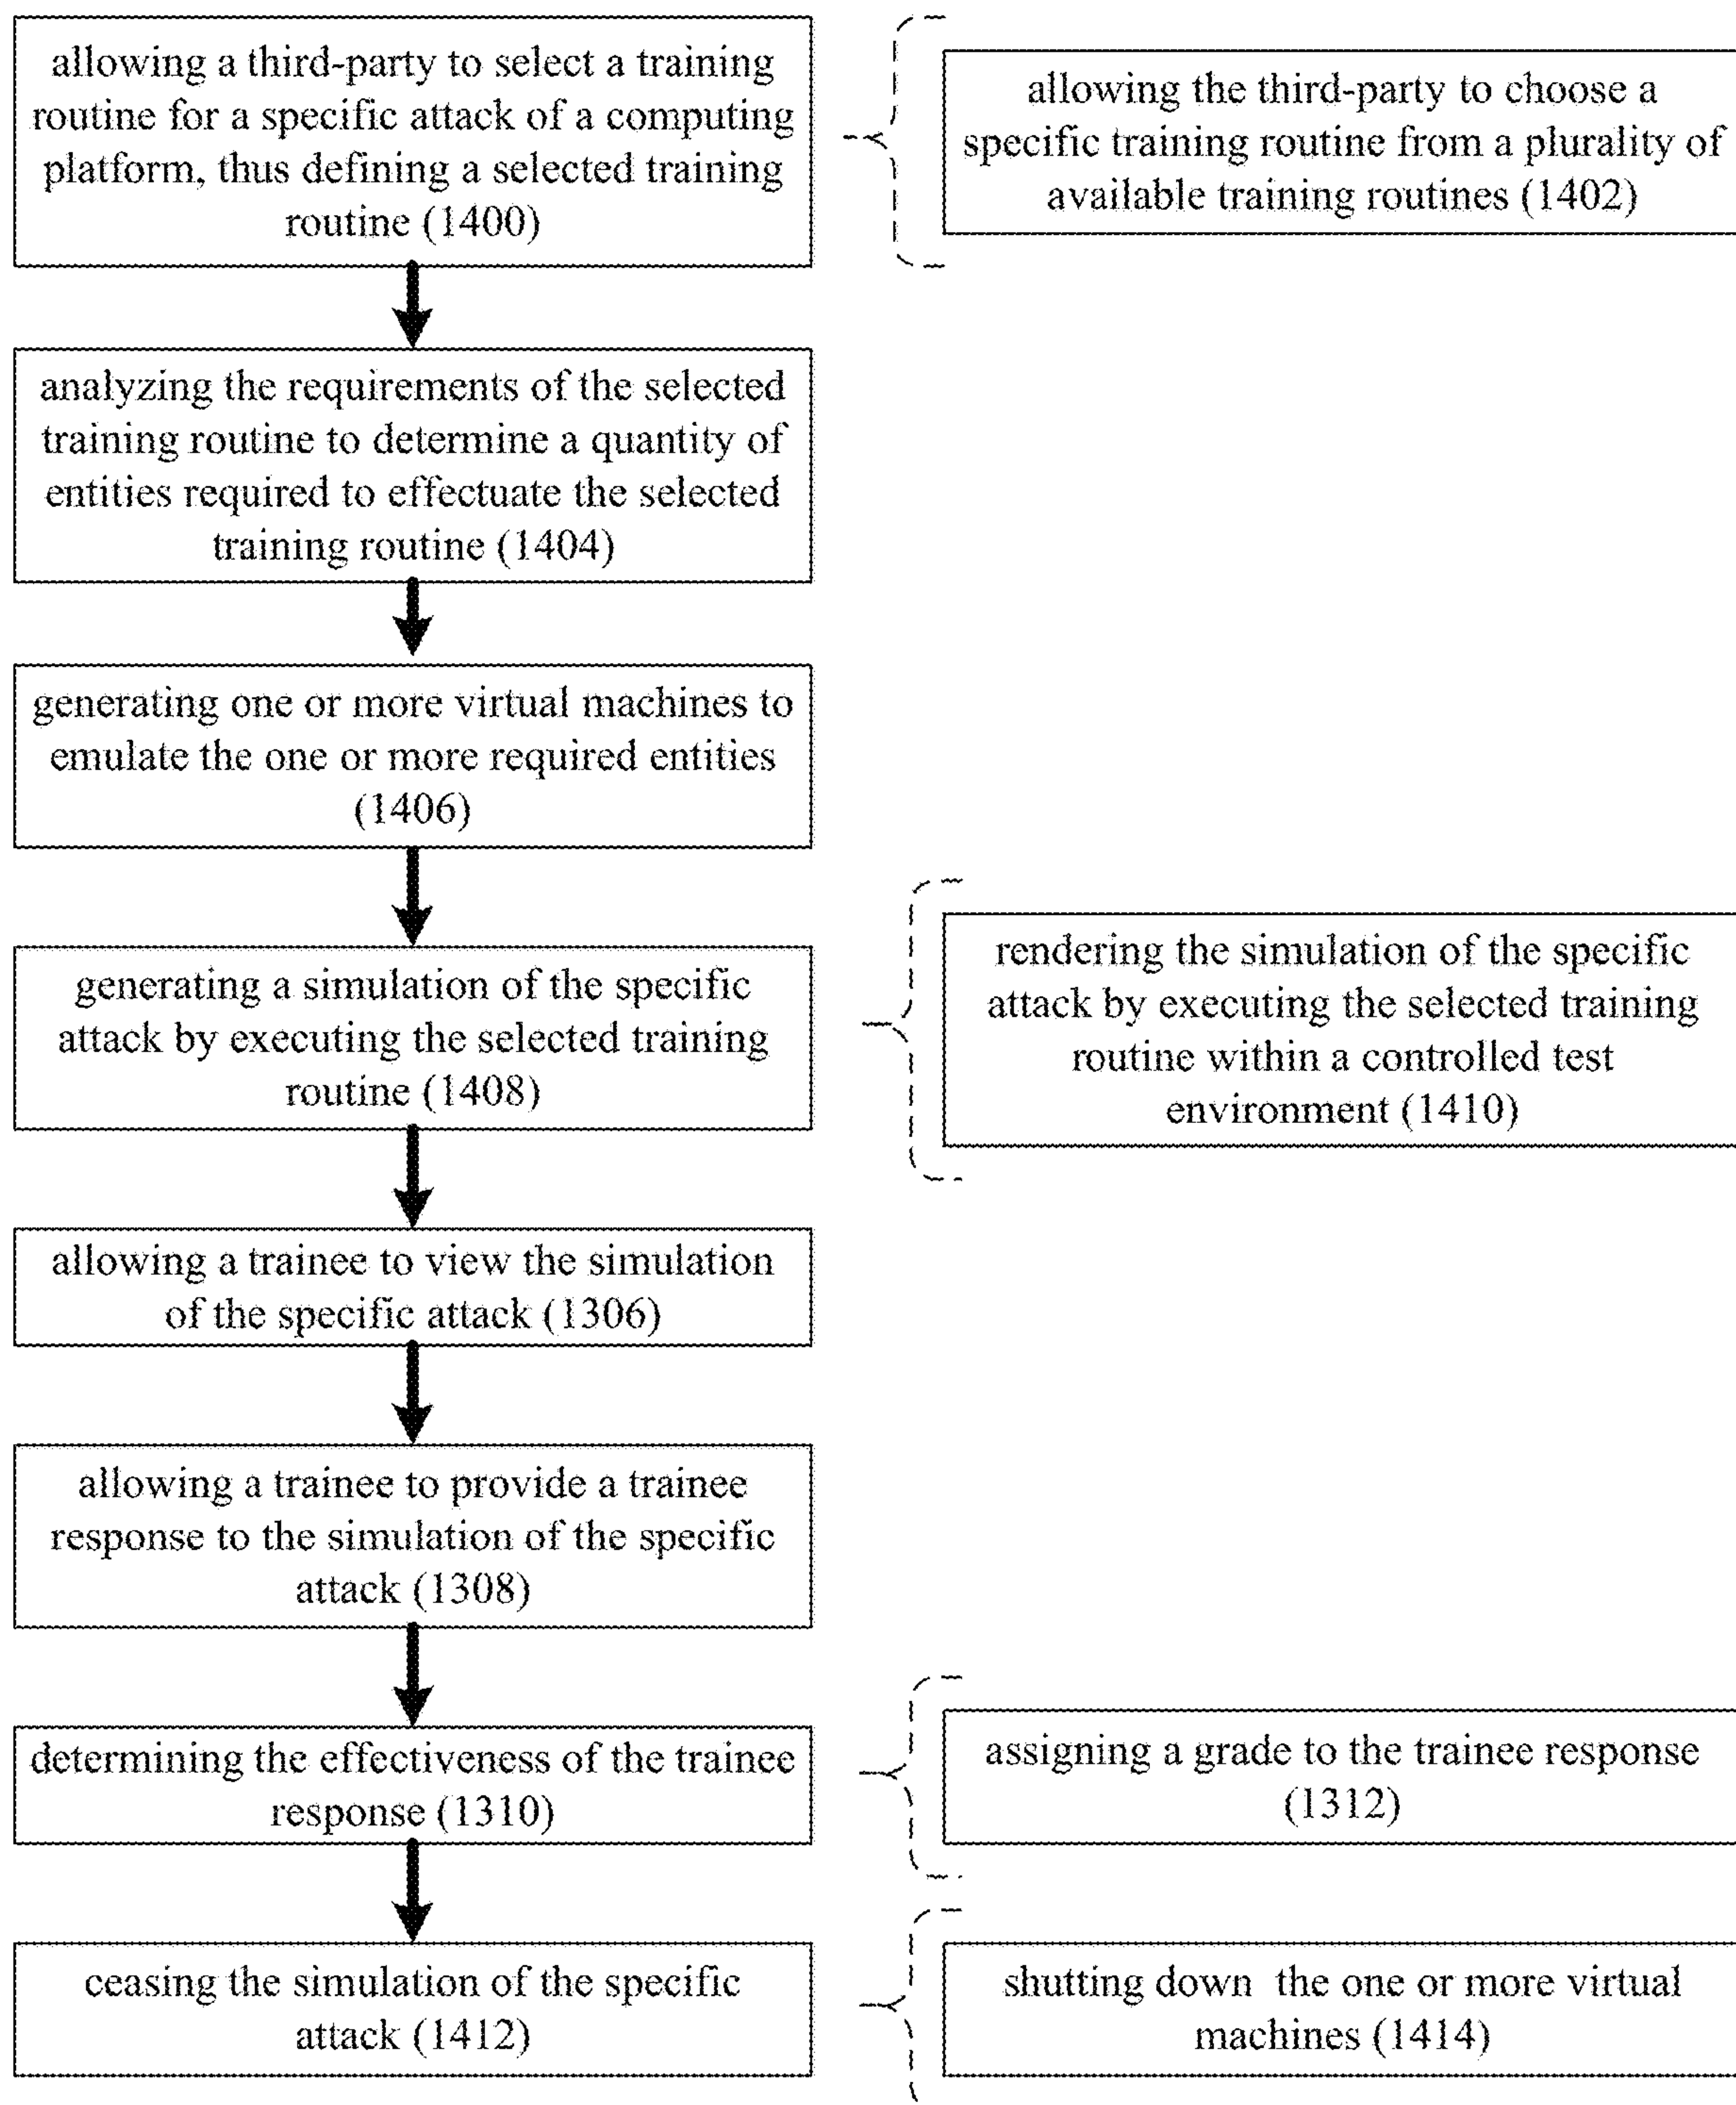 allowing a third-party to select a training
routine for a specific attack of a computing
platform, thus defining a selected training
routine (1400)
allowing the third-party to choose a
specific training routine from a plurality of
available training routines (1402)
analyzing the requirements of the selected
training routine to determine a quantity of
entities required to effectuate the selected
training routine (1404)
generating one or more virtual machines to
emulate the one or more required entities
(1406)
generating a simulation of the specific
attack by executing the selected training
routine (1408)
rendering the simulation of the specific
attack by executing the selected training
routine within a controlled test
environment (1410)
allowing a trainee to view the simulation
of the specific attack (1306)
allowing a trainee to provide a trainee
response to the simulation of the specific
attack (1308)
determining the effectiveness of the trainee
response (1310)
assigning a grade to the trainee response
(1312)
ceasing the simulation of the specific
attack (1412)
shutting down the one or more virtual
machines (1414)